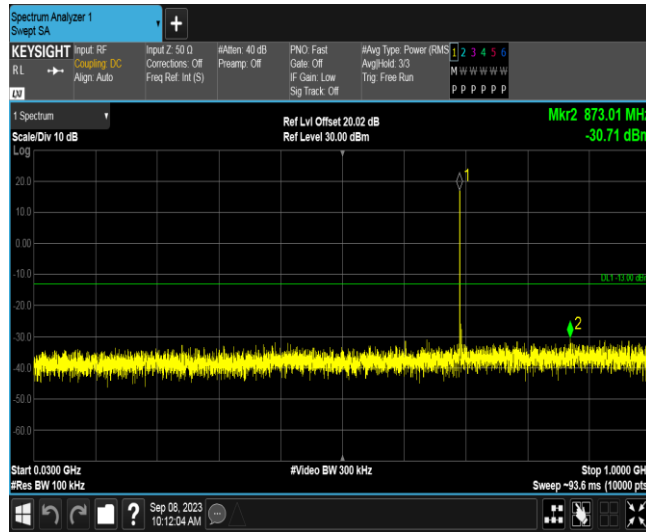 Spectrum Analyzer 1
Swept SA
+
KEYSIGHT
RL
LXI
Input: RF
Coupling: DC
Align: Auto
Input Z: 50 Ω
Corrections: Off
Freq Ref: Int (S)
#Atten: 40 dB
Preamp: Off
PNO: Fast
Gate: Off
IF Gain: Low
Sig Track: Off
#Avg Type: Power (RMS
Avg|Hold: 3/3
Trig: Free Run
1 2 3 4 5 6
M W W W W W
P P P P P P
1 Spectrum
Scale/Div 10 dB
Log
Ref Lvl Offset 20.02 dB
Ref Level 30.00 dBm
Mkr2 873.01 MHz
-30.71 dBm
20.0
10.0
0.00
-10.0
-20.0
-30.0
-40.0
-50.0
-60.0
1
DL1 -13.00 dBm
2
Start 0.0300 GHz
#Res BW 100 kHz
#Video BW 300 kHz
Stop 1.0000 GHz
Sweep ~93.6 ms (10000 pts)
?
Sep 08, 2023
10:12:04 AM